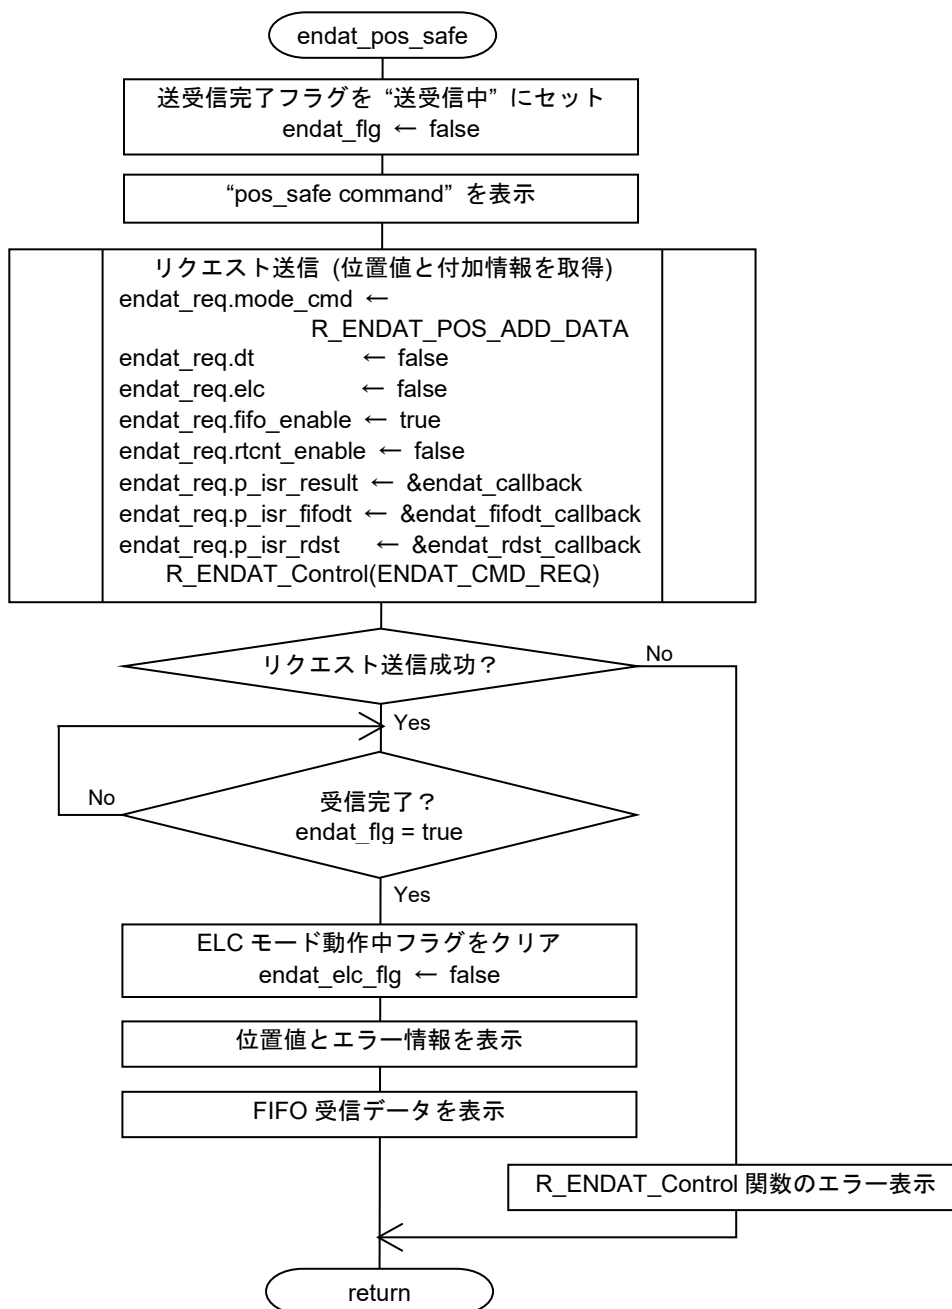 endat_pos_safe
送受信完了フラグを “送受信中” にセット
endat_flg ← false
“pos_safe command” を表示
リクエスト送信 (位置値と付加情報を取得)
endat_req.mode_cmd ←
R_ENDAT_POS_ADD_DATA
endat_req.dt ← false
endat_req.elc ← false
endat_req.fifo_enable ← true
endat_req.rtcnt_enable ← false
endat_req.p_isr_result ← &endat_callback
endat_req.p_isr_fifodt ← &endat_fifodt_callback
endat_req.p_isr_rdst ← &endat_rdst_callback
R_ENDAT_Control(ENDAT_CMD_REQ)
リクエスト送信成功？
No
Yes
No
受信完了？
endat_flg = true
Yes
ELC モード動作中フラグをクリア
endat_elc_flg ← false
位置値とエラー情報を表示
FIFO 受信データを表示
R_ENDAT_Control 関数のエラー表示
return